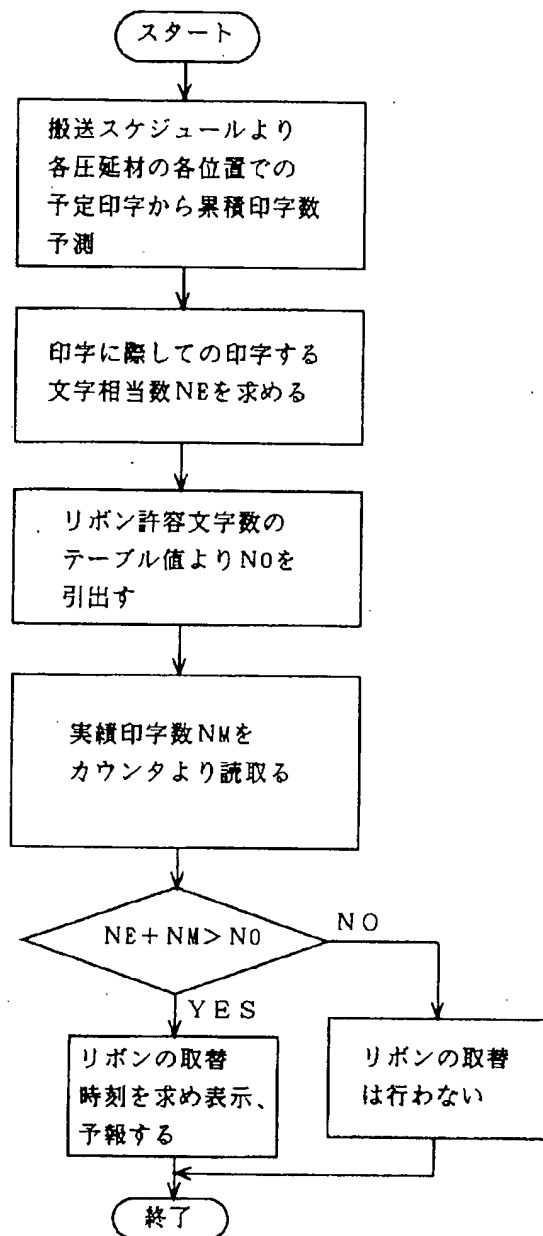 スタート
搬送スケジュールより
各圧延材の各位置での
予定印字から累積印字数
予測
印字に際しての印字する
文字相当数NEを求める
リボン許容文字数の
テーブル値よりN0を
引出す
実績印字数NMを
カウンタより読取る
NE+NM>N0
NO
YES
リボンの取替
時刻を求め表示、
予報する
リボンの取替
は行わない
終了